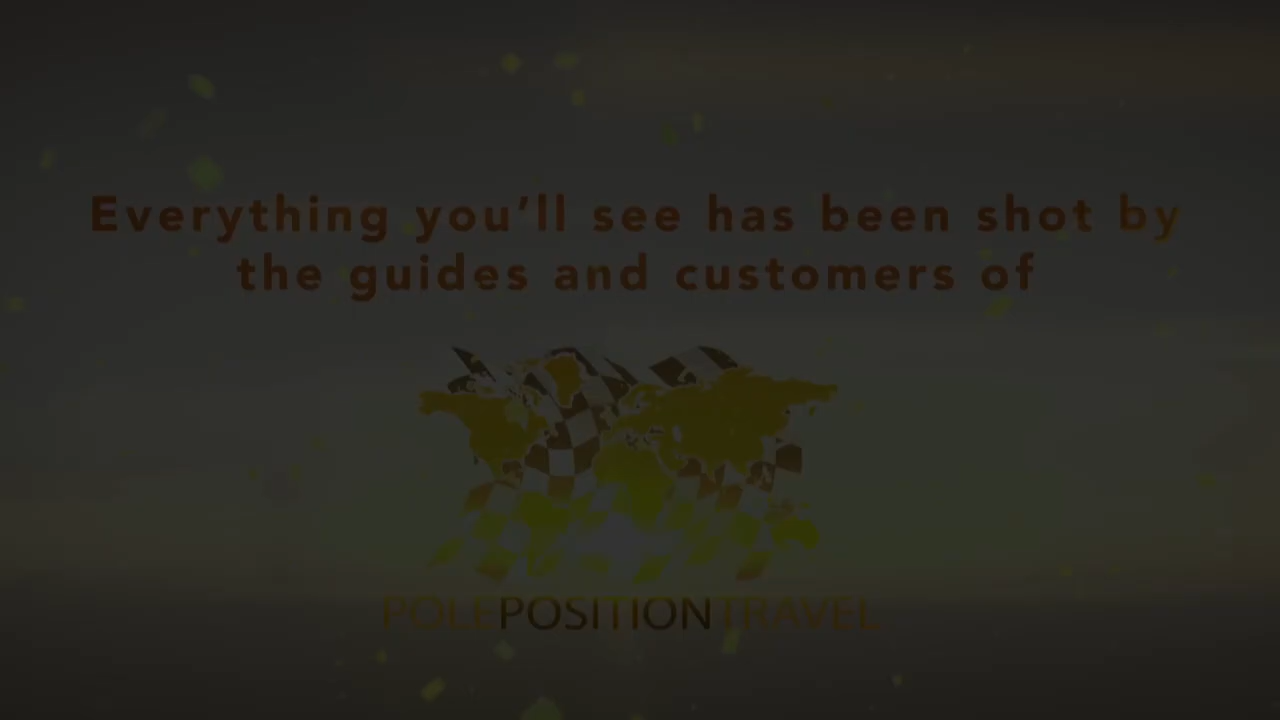 Everything you'll see has been shot by
the guides and customers of
POLEPOSITIONTRAVEL